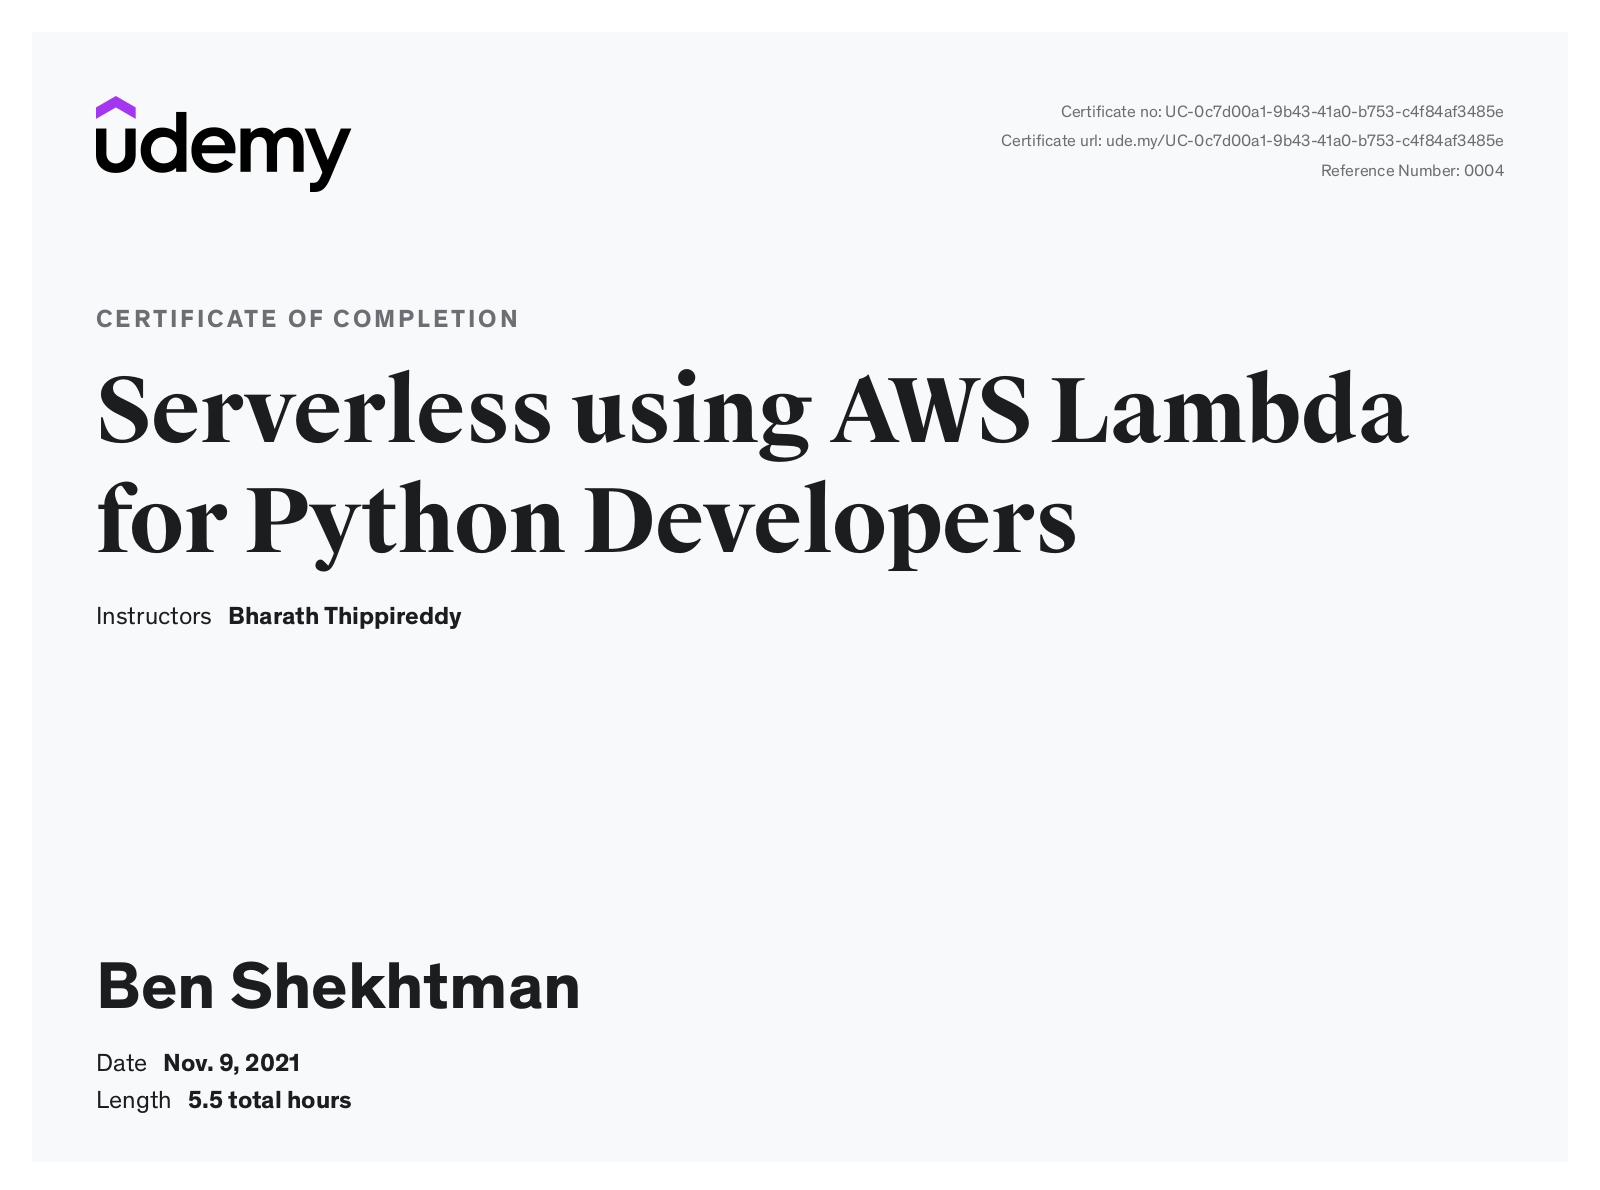 udemy
Certificate no: UC-0c7d00a1-9b43-41a0-b753-c4f84af3485e
Certificate url: ude.my/UC-0c7d00a1-9b43-41a0-b753-c4f84af3485e
Reference Number: 0004
CERTIFICATE OF COMPLETION
Serverless using AWS Lambda
for Python Developers
Instructors Bharath Thippireddy
Ben Shekhtman
Date Nov. 9, 2021
Length 5.5 total hours